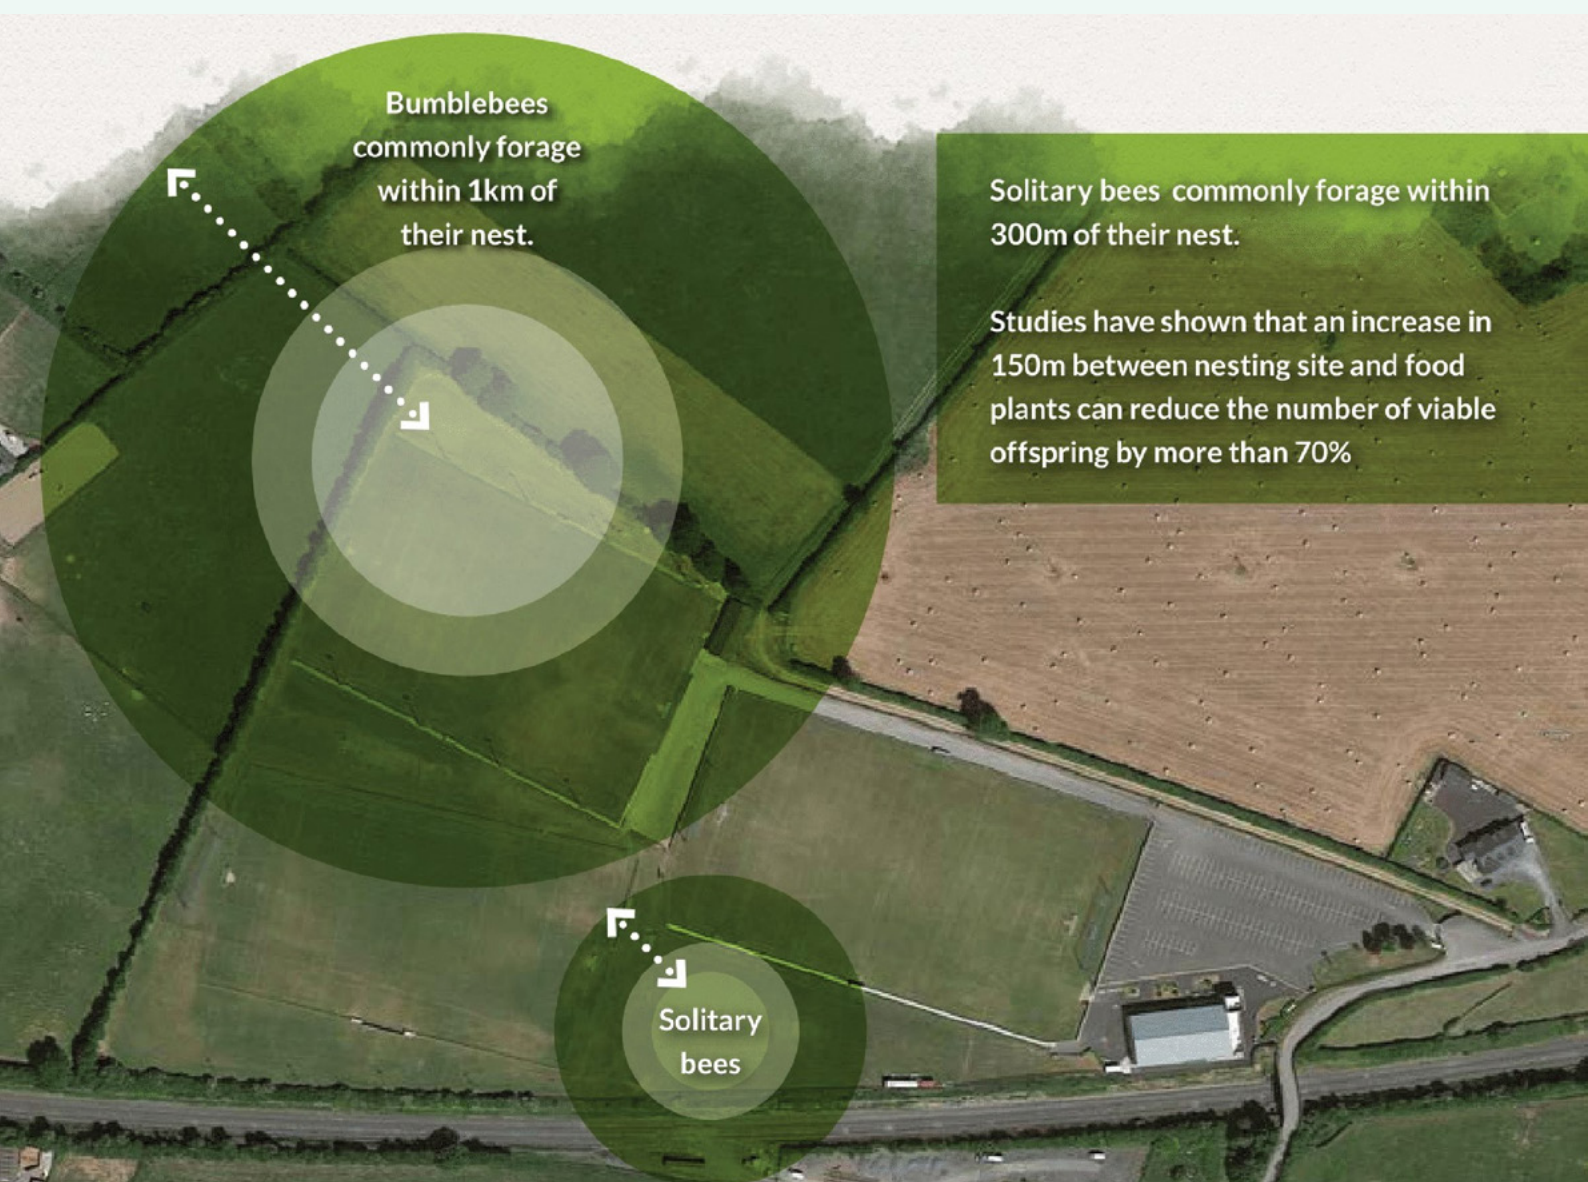 Bumblebees
commonly forage
within 1km of
their nest.
Solitary bees  commonly forage within
300m of their nest.
Studies have shown that an increase in
150m between nesting site and food
plants can reduce the number of viable
offspring by more than 70%
Solitary
bees